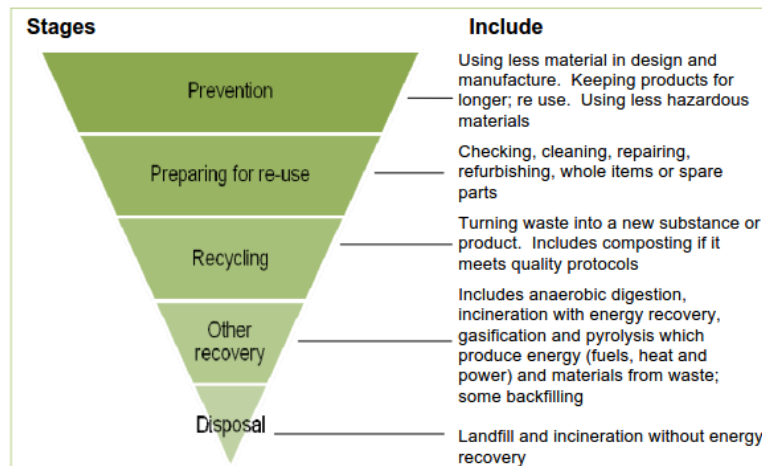 Stages
Include
Prevention
Using less material in design and
manufacture. Keeping products for
longer; re use. Using less hazardous
materials
Preparing for re-use
Checking, cleaning, repairing,
refurbishing, whole items or spare
parts
Recycling
Turning waste into a new substance or
product. Includes composting if it
meets quality protocols
Other
recovery
Includes anaerobic digestion,
incineration with energy recovery,
gasification and pyrolysis which
produce energy (fuels, heat and
power) and materials from waste;
some backfilling
Disposal
Landfill and incineration without energy
recovery